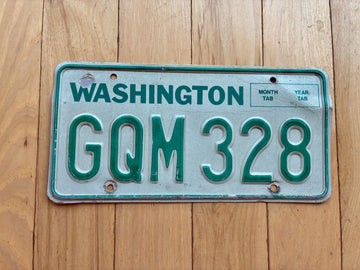 WASHINGTON
MONTH TAB
YEAR TAB
GQM 328